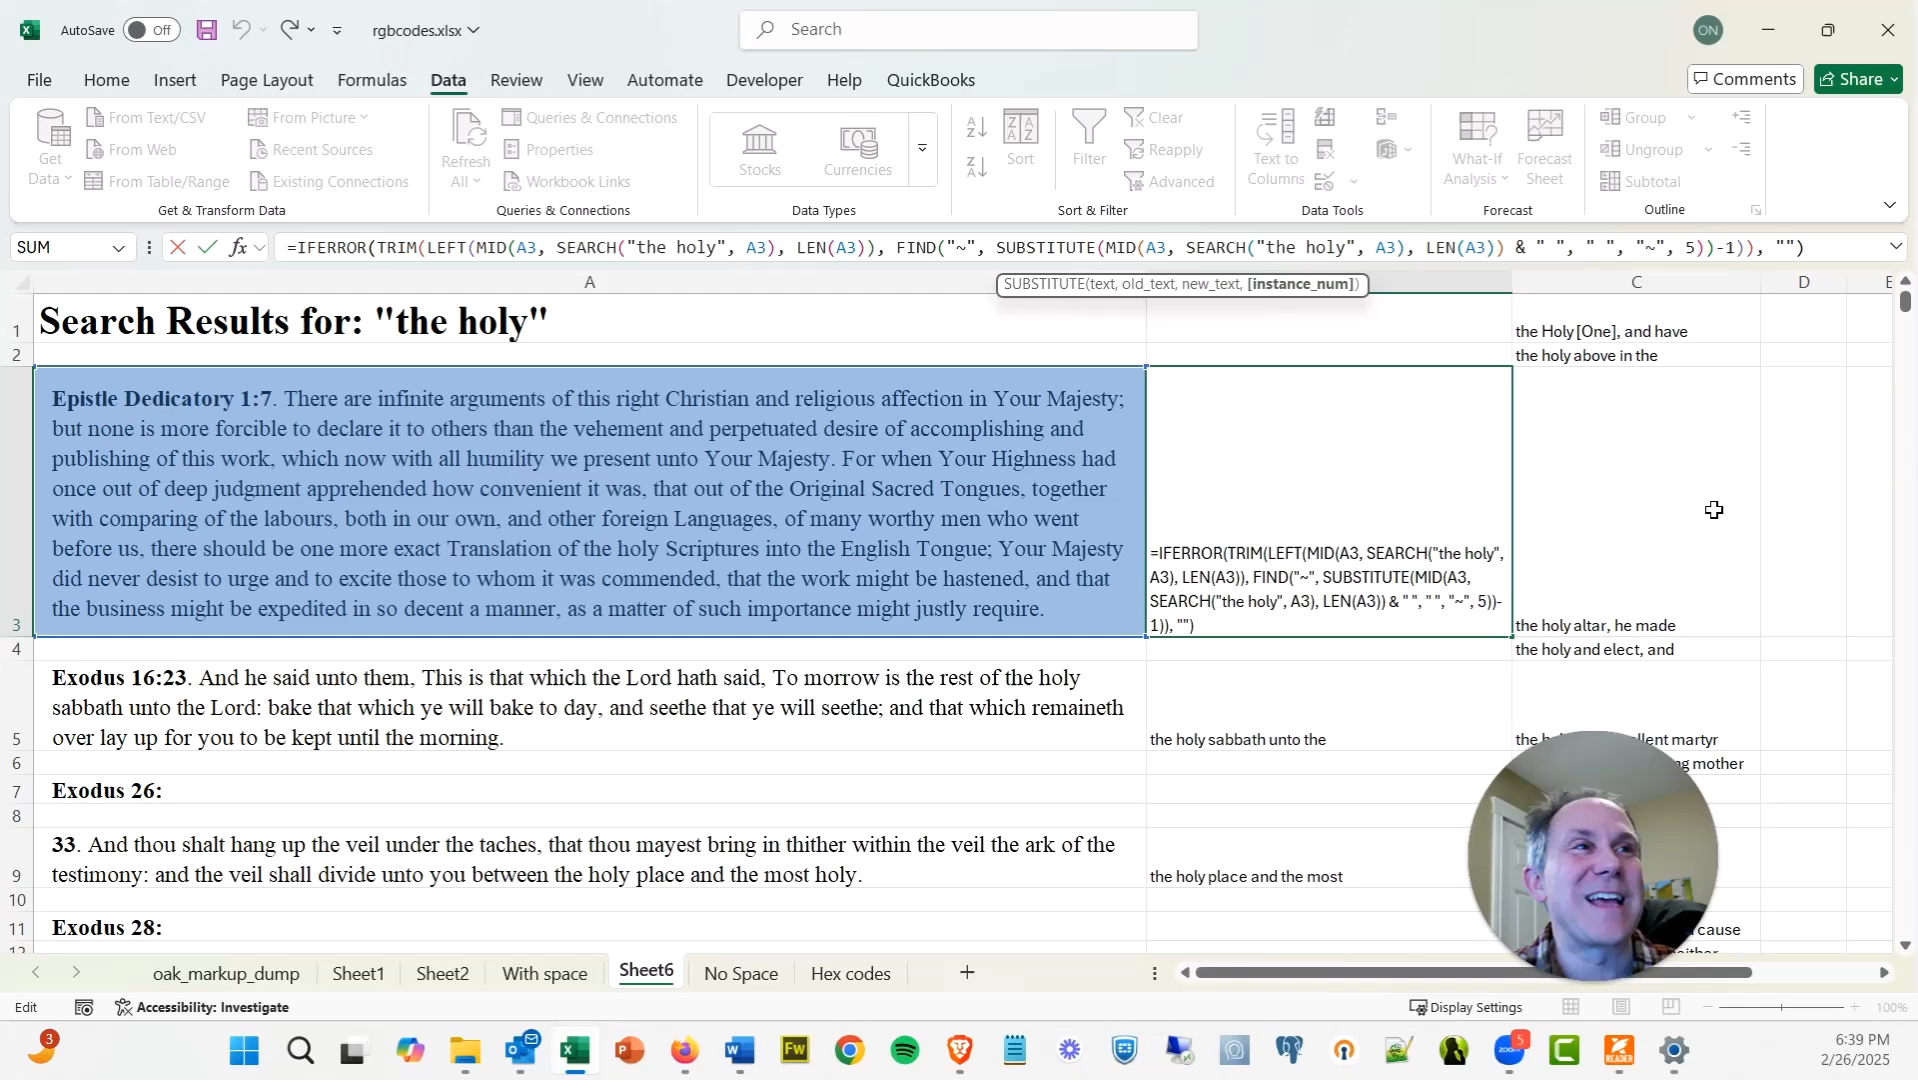 AutoSave Off rgbcodes.xlsx Search ON
File Home Insert Page Layout Formulas Data Review View Automate Developer Help QuickBooks Comments Share
Get Data
From Text/CSV
From Web
From Table/Range
From Picture
Recent Sources
Existing Connections
Get & Transform Data
Refresh All
Queries & Connections
Properties
Workbook Links
Queries & Connections
Stocks
Currencies
Data Types
Sort
Filter
Clear
Reapply
Advanced
Sort & Filter
Text to Columns
Data Tools
What-If Analysis
Forecast Sheet
Forecast
Group
Ungroup
Subtotal
Outline
SUM fx =IFERROR(TRIM(LEFT(MID(A3, SEARCH("the holy", A3), LEN(A3)), FIND("~", SUBSTITUTE(MID(A3, SEARCH("the holy", A3), LEN(A3)) & " ", " ", "~", 5))-1)), "")
SUBSTITUTE(text, old_text, new_text, [instance_num])
A C D E
1 Search Results for: "the holy" the Holy [One], and have
2 the holy above in the
Epistle Dedicatory 1:7. There are infinite arguments of this right Christian and religious affection in Your Majesty;
but none is more forcible to declare it to others than the vehement and perpetuated desire of accomplishing and
publishing of this work, which now with all humility we present unto Your Majesty. For when Your Highness had
once out of deep judgment apprehended how convenient it was, that out of the Original Sacred Tongues, together
with comparing of the labours, both in our own, and other foreign Languages, of many worthy men who went
before us, there should be one more exact Translation of the holy Scriptures into the English Tongue; Your Majesty
did never desist to urge and to excite those to whom it was commended, that the work might be hastened, and that
the business might be expedited in so decent a manner, as a matter of such importance might justly require.
=IFERROR(TRIM(LEFT(MID(A3, SEARCH("the holy",
A3), LEN(A3)), FIND("~", SUBSTITUTE(MID(A3,
SEARCH("the holy", A3), LEN(A3)) & " ", " ", "~", 5))-
1)), "")
3 the holy altar, he made
4 the holy and elect, and
Exodus 16:23. And he said unto them, This is that which the Lord hath said, To morrow is the rest of the holy
sabbath unto the Lord: bake that which ye will bake to day, and seethe that ye will seethe; and that which remaineth
5 over lay up for you to be kept until the morning. the holy sabbath unto the martyr
6 mother
7 Exodus 26:
8
33. And thou shalt hang up the veil under the taches, that thou mayest bring in thither within the veil the ark of the
9 testimony: and the veil shall divide unto you between the holy place and the most holy. the holy place and the most
10
11 Exodus 28: cause
oak_markup_dump Sheet1 Sheet2 With space Sheet6 No Space Hex codes
Edit Accessibility: Investigate Display Settings 100%
3 Fw 5 READER zoom
6:39 PM
2/26/2025